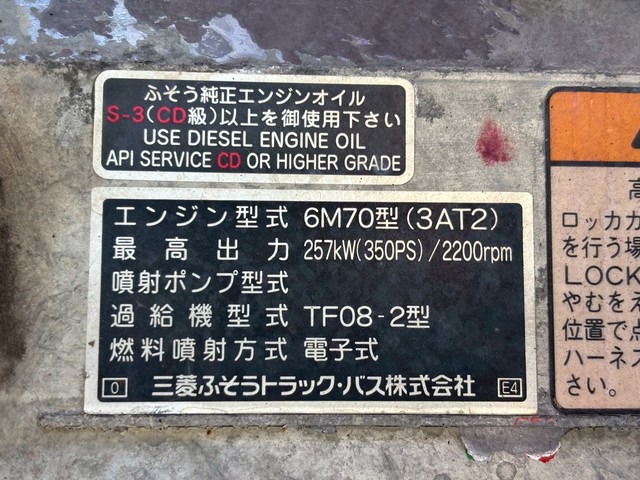 ふそう純正エンジンオイル
S-3(CD級)以上を御使用下さい
USE DIESEL ENGINE OIL
API SERVICE CD OR HIGHER GRADE
エンジン型式 6M70型(3AT2)
最高出力 257kW(350PS)/2200rpm
噴射ポンプ型式
過給機型式 TF08-2型
燃料噴射方式 電子式
0 三菱ふそうトラック・バス株式会社 E4
高
ロッカカ
を行う場
LOCK
やむをえ
位置で点
ハーネス
さい。